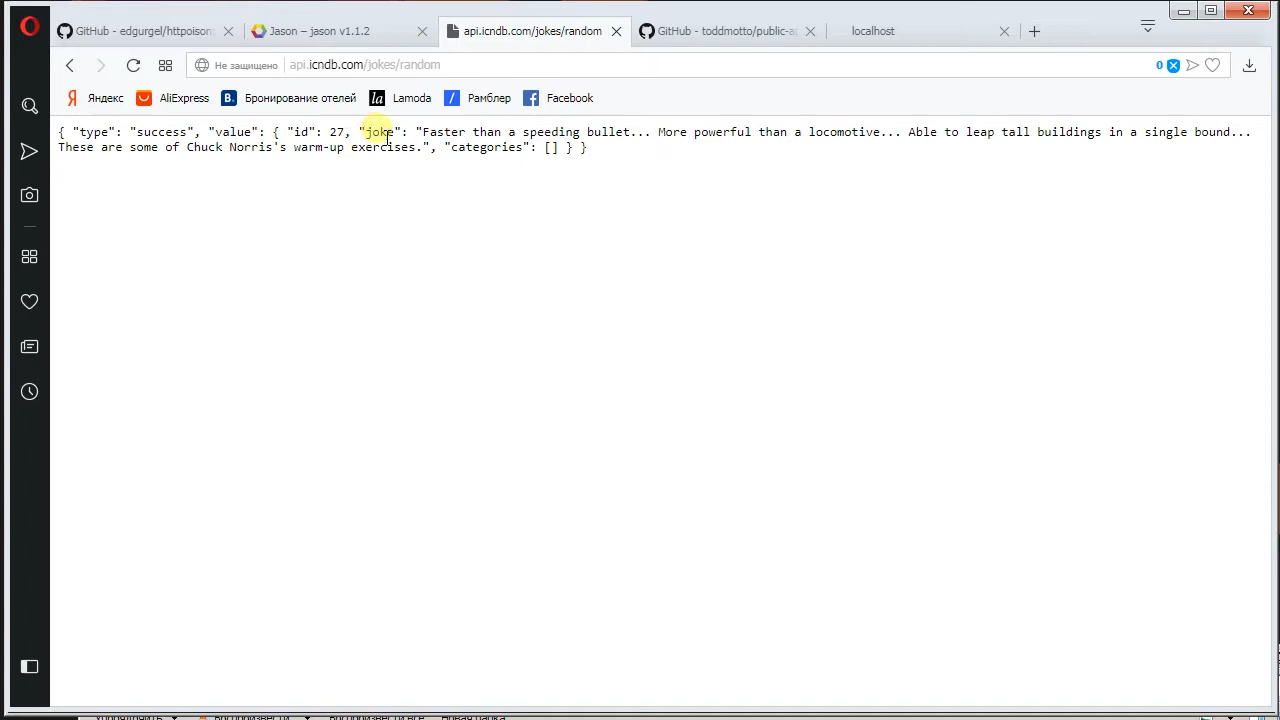 GitHub - edgurgel/httpoison
Jason – jason v1.1.2
api.icndb.com/jokes/random
GitHub - toddmotto/public-a
localhost
Не защищено
api.icndb.com/jokes/random
0
Я Яндекс
AliExpress
B. Бронирование отелей
la Lamoda
Рамблер
Facebook
{ "type": "success", "value": { "id": 27, "joke": "Faster than a speeding bullet... More powerful than a locomotive... Able to leap tall buildings in a single bound...
These are some of Chuck Norris's warm-up exercises.", "categories": [] } }